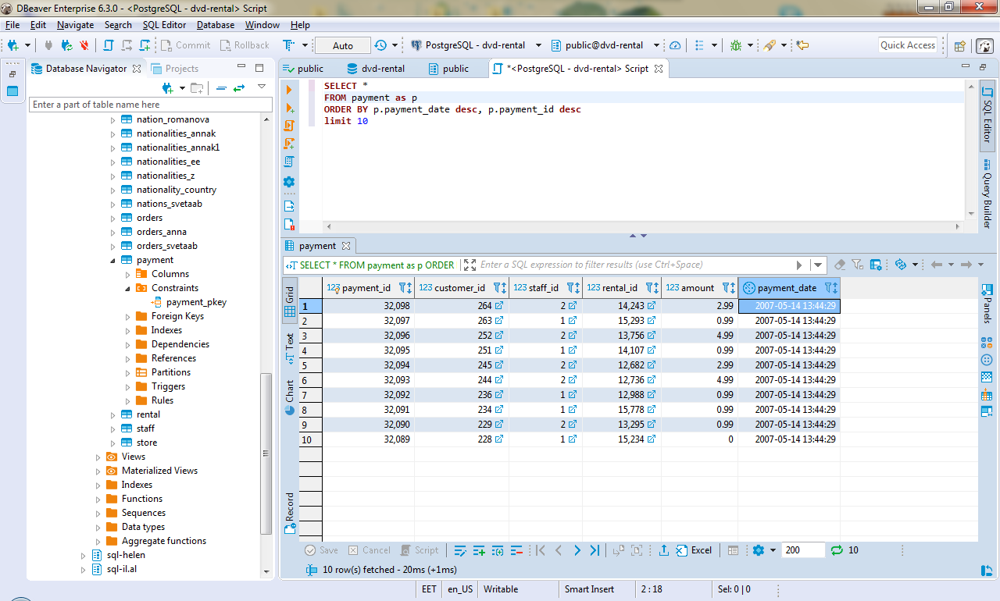 DBeaver Enterprise 6.3.0 - <PostgreSQL - dvd-rental> Script
File Edit Navigate Search SQL Editor Database Window Help
Commit Rollback Auto PostgreSQL - dvd-rental public@dvd-rental Quick Access
Database Navigator Projects
Enter a part of table name here
nation_romanova
nationalities_annak
nationalities_annak1
nationalities_ee
nationalities_z
nationality_country
nations_svetaab
orders
orders_anna
orders_svetaab
payment
Columns
Constraints
payment_pkey
Foreign Keys
Indexes
Dependencies
References
Partitions
Triggers
Rules
rental
staff
store
Views
Materialized Views
Indexes
Functions
Sequences
Data types
Aggregate functions
sql-helen
sql-il.al
public dvd-rental public *<PostgreSQL - dvd-rental> Script
SELECT *
FROM payment as p
ORDER BY p.payment_date desc, p.payment_id desc
limit 10
SQL Editor
Query Builder
payment
SELECT * FROM payment as p ORDER Enter a SQL expression to filter results (use Ctrl+Space)
Grid
Text
Chart
Record
123 payment_id 123 customer_id 123 staff_id 123 rental_id 123 amount payment_date
1 32,098 264 2 14,243 2.99 2007-05-14 13:44:29
2 32,097 263 1 15,293 0.99 2007-05-14 13:44:29
3 32,096 252 2 13,756 4.99 2007-05-14 13:44:29
4 32,095 251 1 14,107 0.99 2007-05-14 13:44:29
5 32,094 245 2 12,682 2.99 2007-05-14 13:44:29
6 32,093 244 2 12,736 4.99 2007-05-14 13:44:29
7 32,092 236 1 12,988 0.99 2007-05-14 13:44:29
8 32,091 234 1 15,778 0.99 2007-05-14 13:44:29
9 32,090 229 2 13,295 0.99 2007-05-14 13:44:29
10 32,089 228 1 15,234 0 2007-05-14 13:44:29
Panels
Save Cancel Script Excel 200 10
10 row(s) fetched - 20ms (+1ms)
EET en_US Writable Smart Insert 2 : 18 Sel: 0 | 0